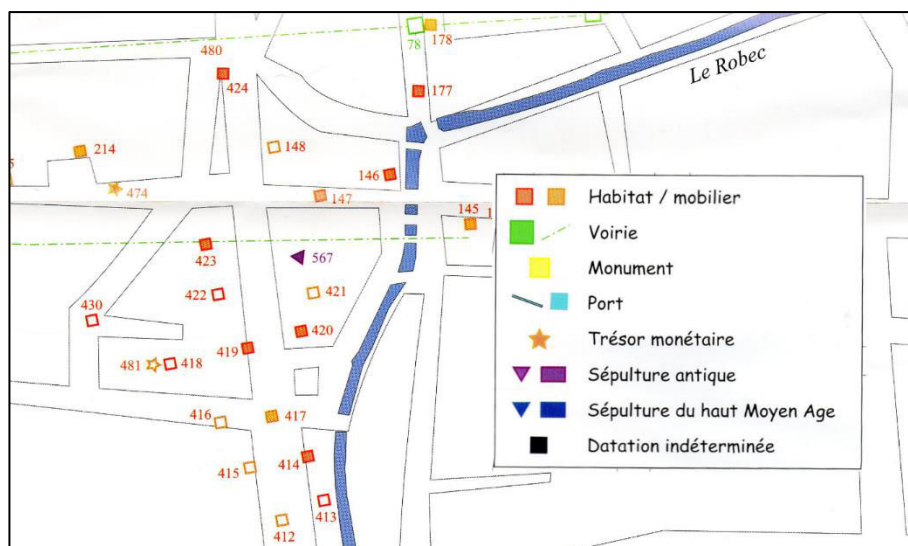 78
178
480
424
177
Le Robec
214
148
146
474
147
145
423
567
422
421
430
420
419
481
418
416
417
415
414
413
412
Habitat / mobilier
Voirie
Monument
Port
Trésor monétaire
Sépulture antique
Sépulture du haut Moyen Age
Datation indéterminée